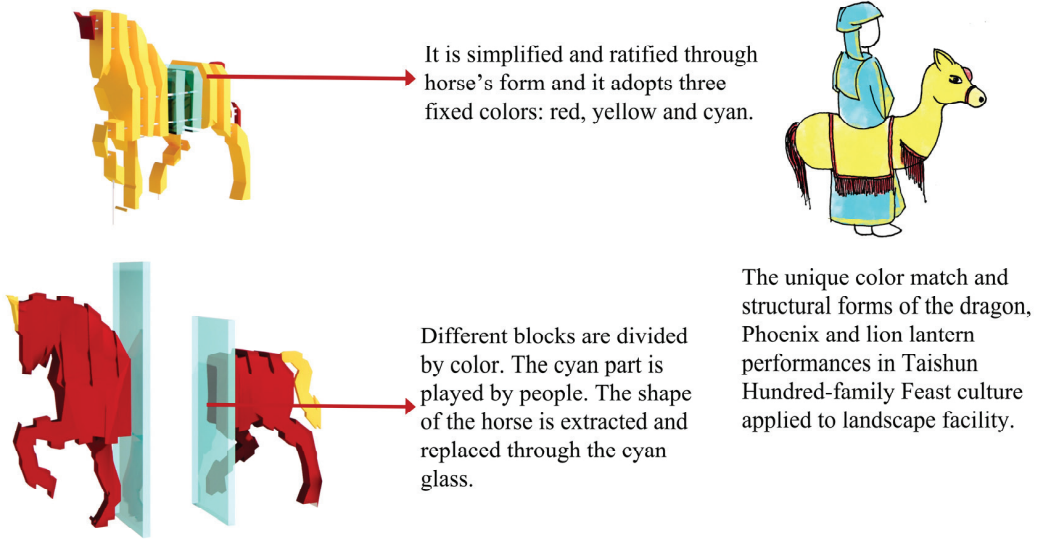 It is simplified and ratified through
horse’s form and it adopts three
fixed colors: red, yellow and cyan.
Different blocks are divided
by color. The cyan part is
played by people. The shape
of the horse is extracted and
replaced through the cyan
glass.
The unique color match and
structural forms of the dragon,
Phoenix and lion lantern
performances in Taishun
Hundred-family Feast culture
applied to landscape facility.